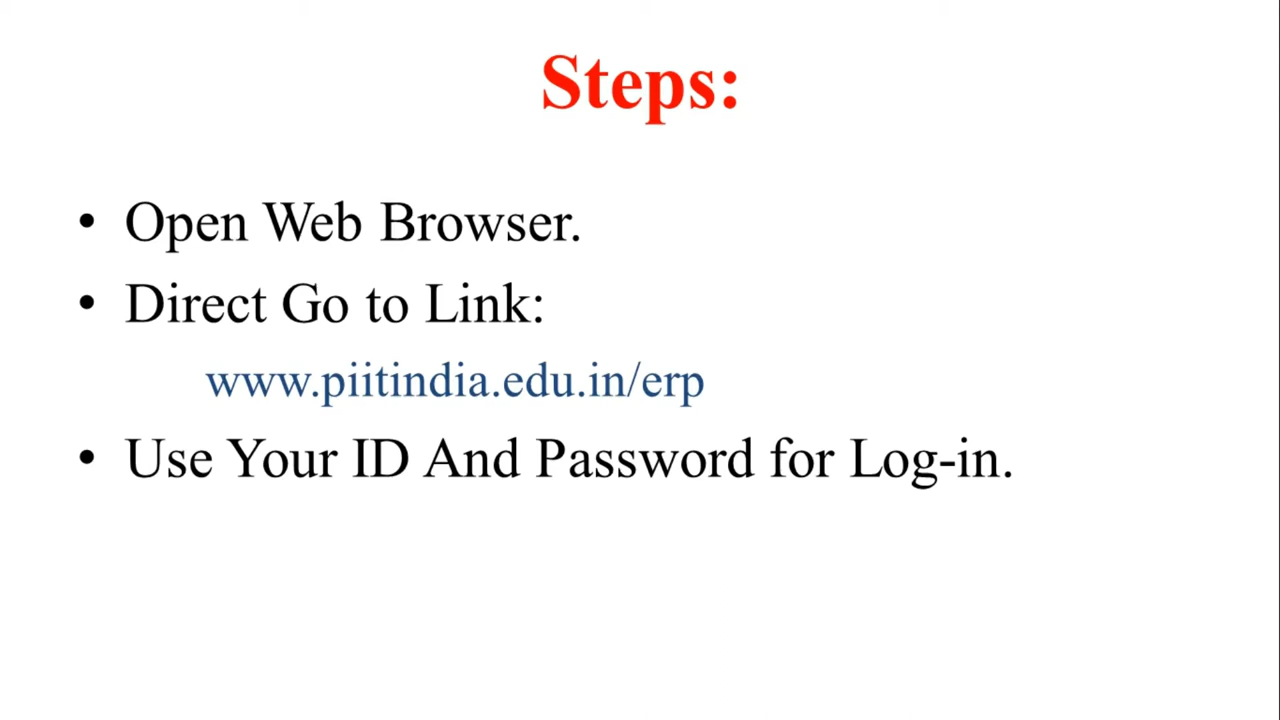 Steps:
• Open Web Browser.
• Direct Go to Link:
www.piitindia.edu.in/erp
• Use Your ID And Password for Log-in.